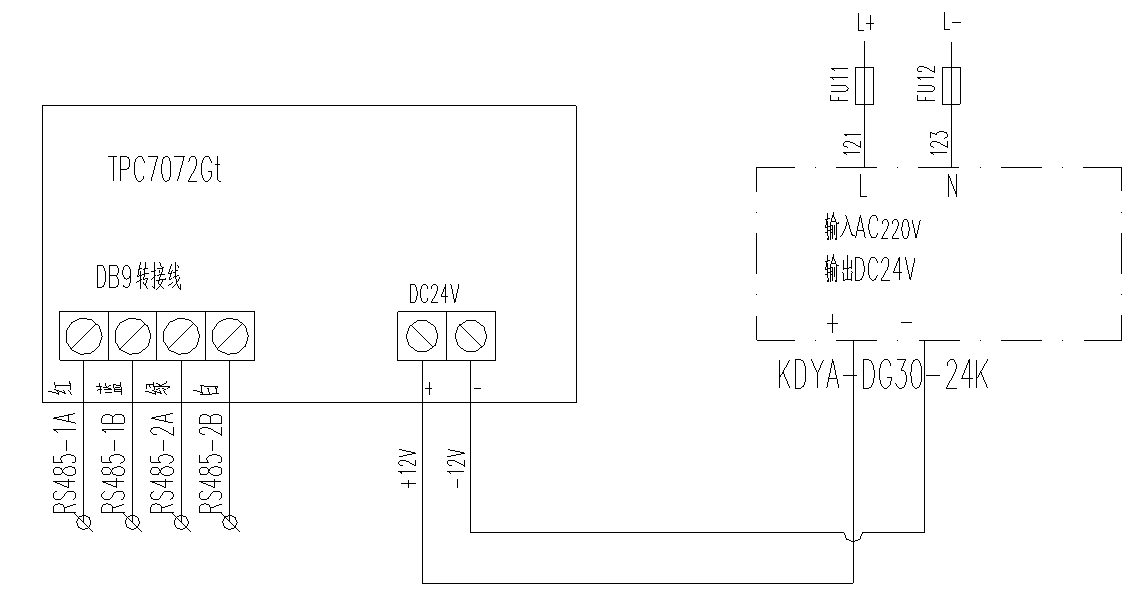 L+ L-
FU11 FU12
121 123
TPC7072Gt
L N
输入AC220V
输出DC24V
DB9转接线
DC24V
+ -
KDYA-DG30-24K
红 蓝 绿 白
+ -
RS485-1A RS485-1B RS485-2A RS485-2B
+12V -12V